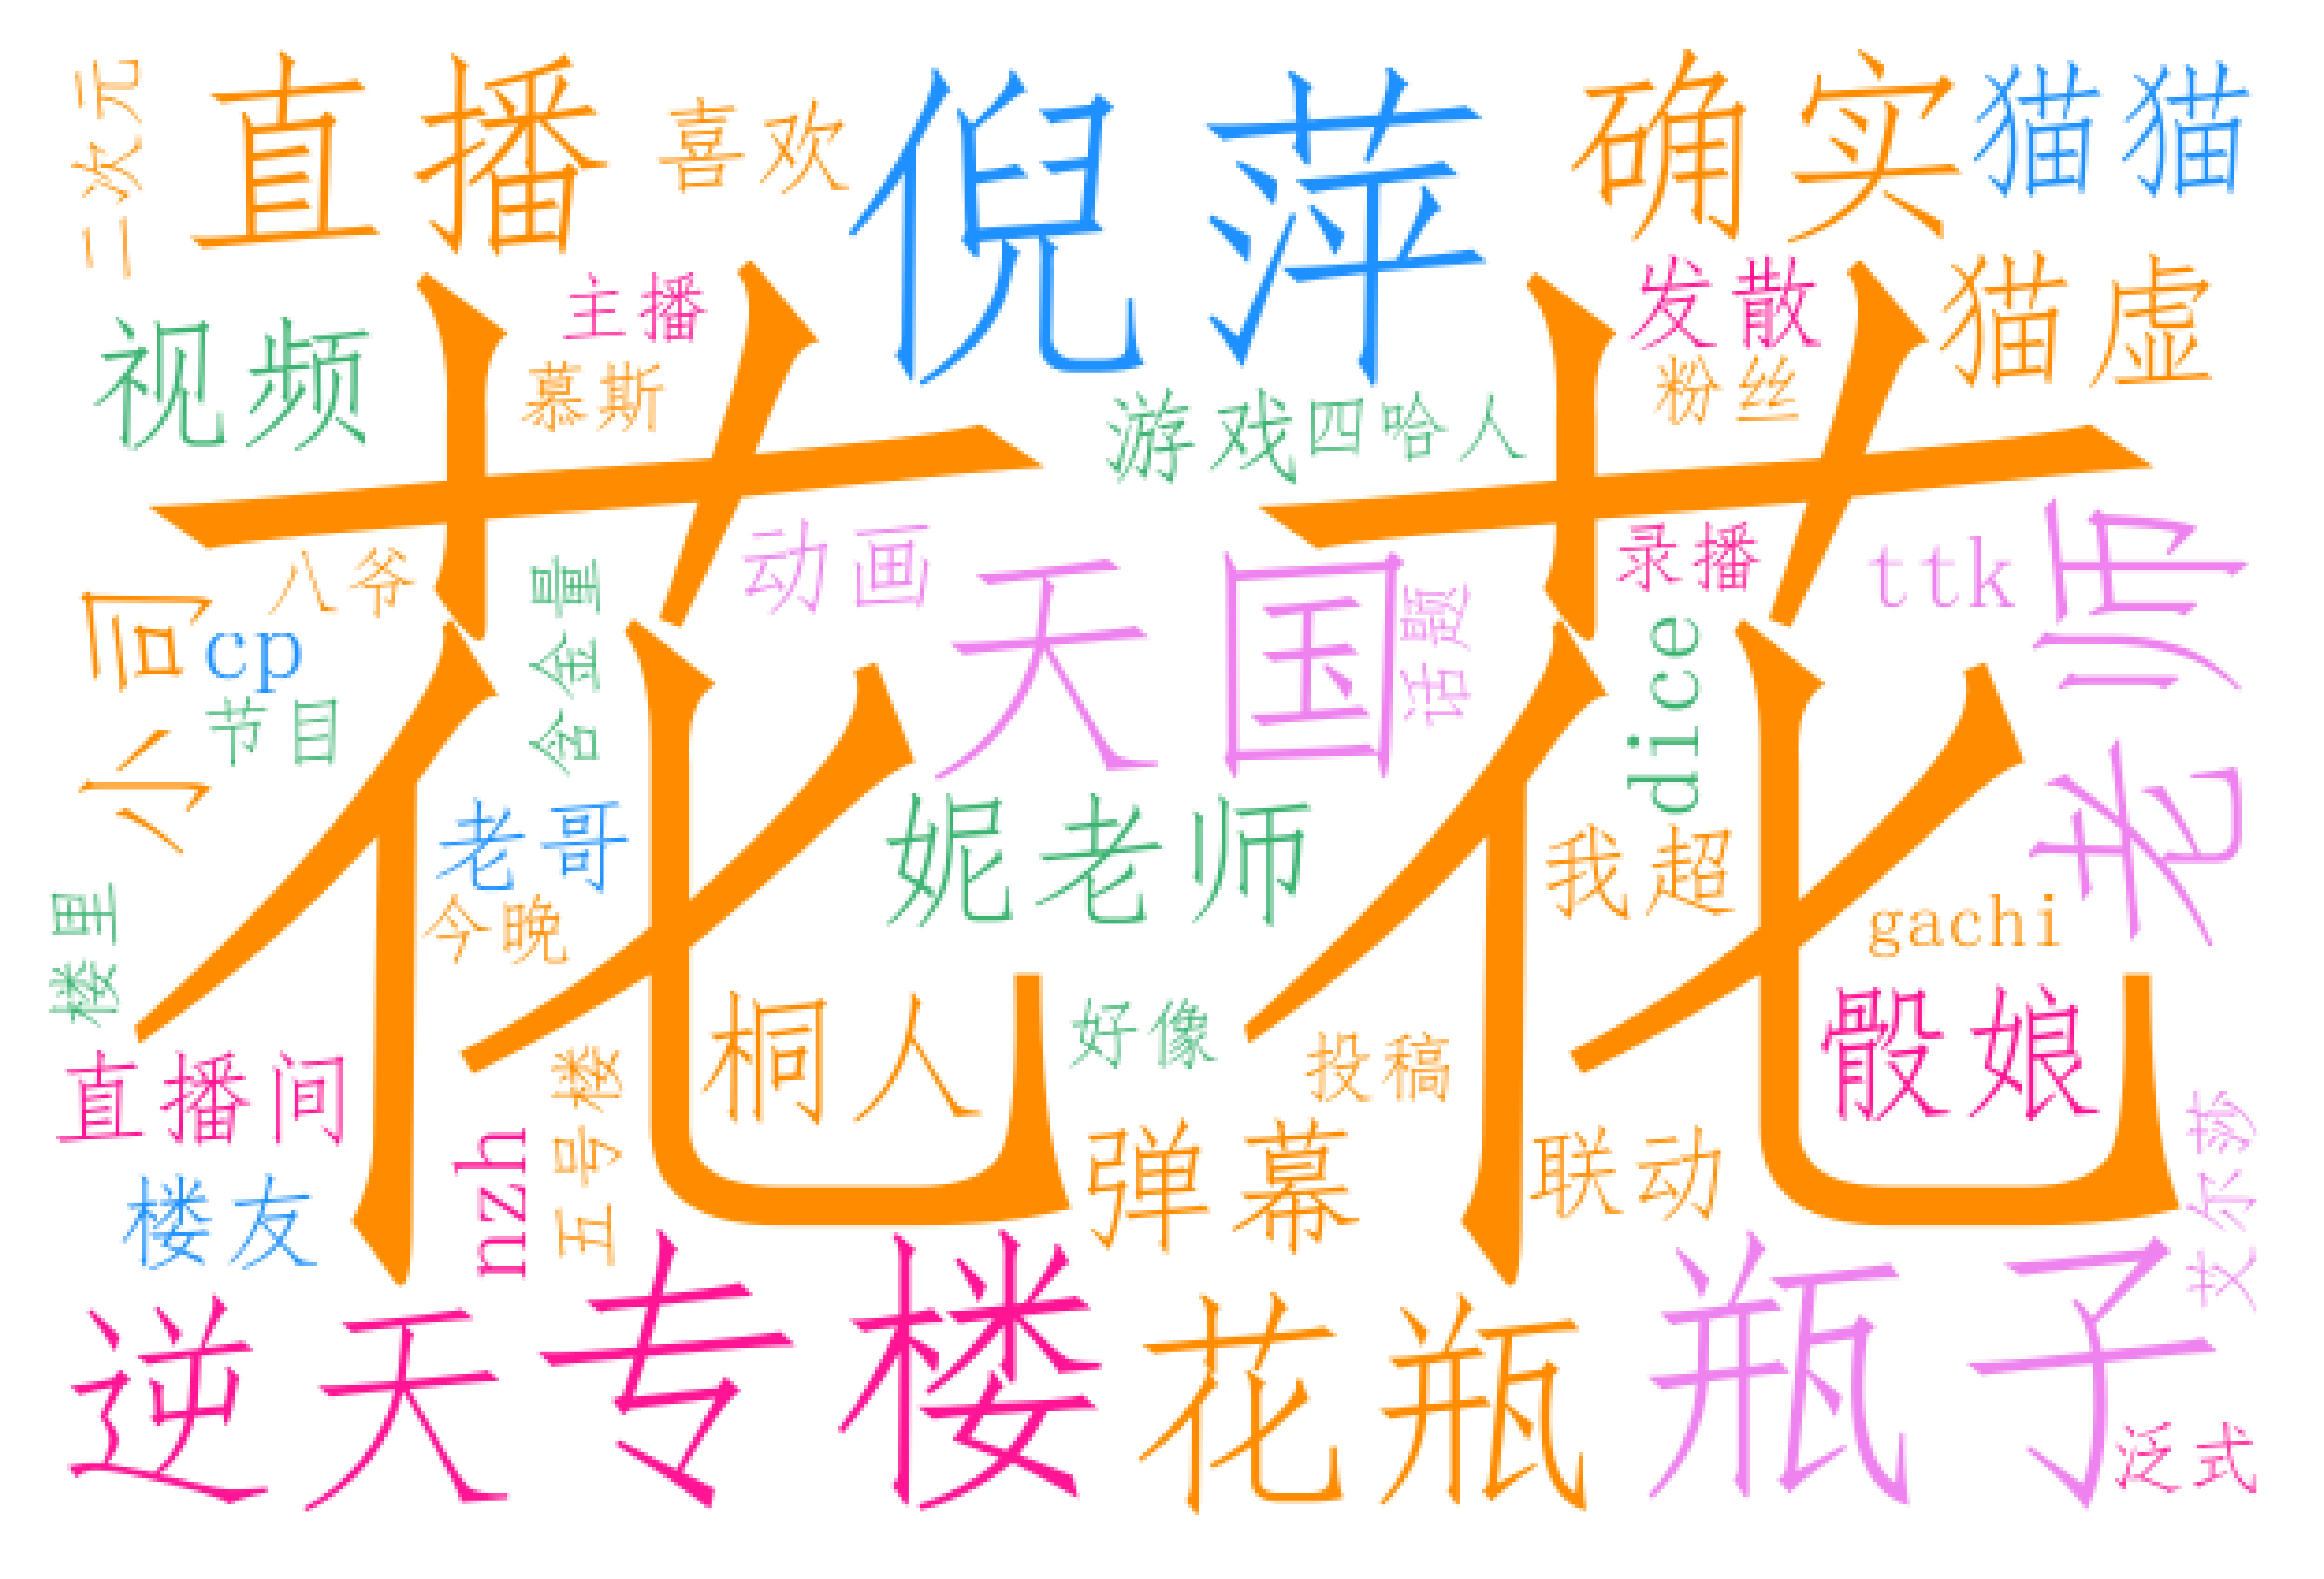 二次元
直播
喜欢
倪萍
确实
猫猫
视频
主播
慕斯
发散
猫虚
粉丝
游戏
四哈人
花花
八爷
含金量
动画
天国
话题
录播
ttk
老师
小同
cp
节目
dice
老哥
妮老师
我超
今晚
gachi
楼里
桐人
好像
投稿
骰娘
直播间
五号楼
nzh
弹幕
联动
艾尔莎
楼友
逆天
专楼
花瓶
瓶子
泛式